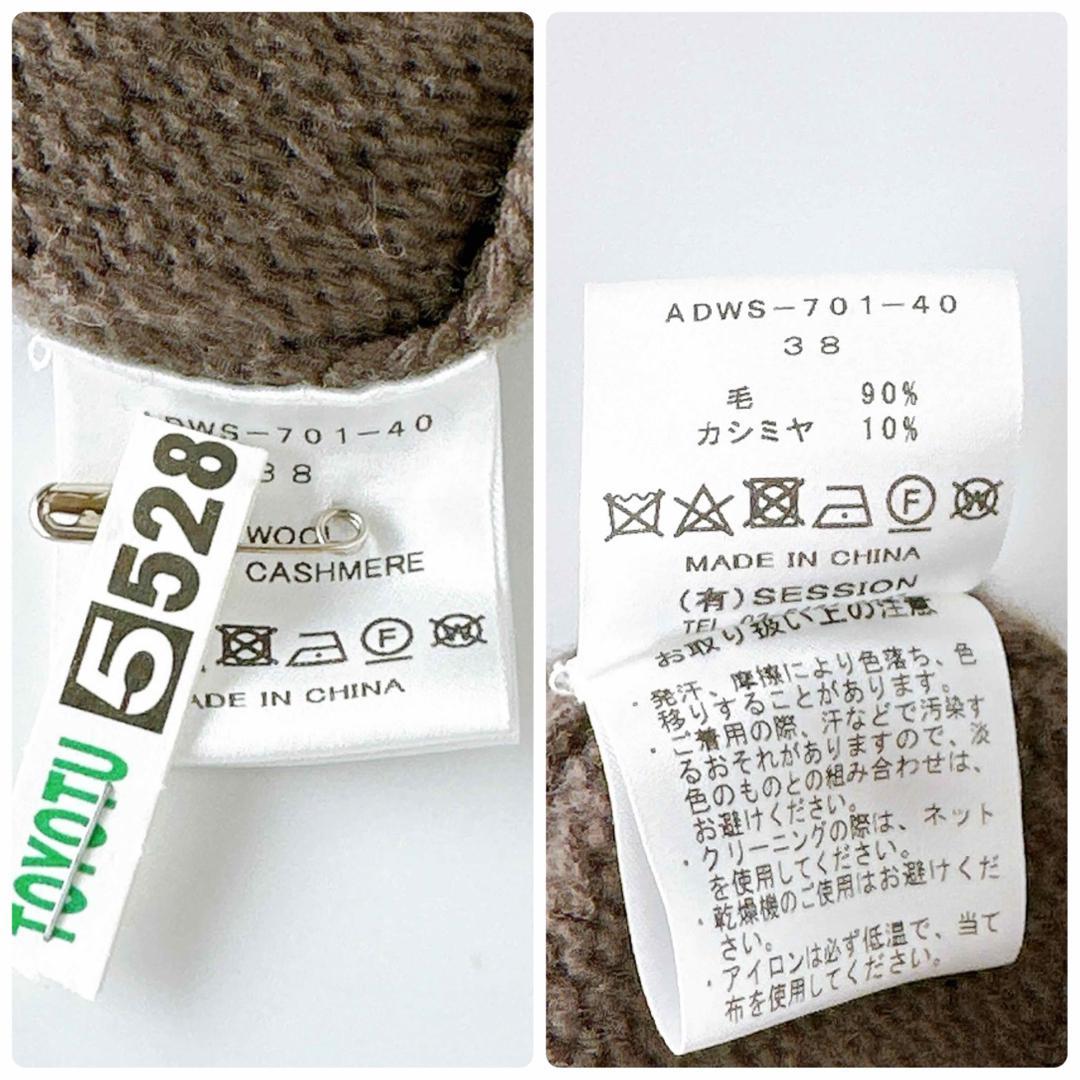 DWS-701-40
38
WOOL
CASHMERE
F
W
ADE IN CHINA
5528
TOYOTU
ADWS-701-40
38
毛 90%
カシミヤ 10%
F
W
MADE IN CHINA
(有)SESSION
TEL
お取り扱い上の注意
・発汗、摩擦により色落ち、色
移りすることがあります。
・ご着用の際、汗などで汚染す
るおそれがありますので、淡
色のものとの組み合わせは、
お避けください。
・クリーニングの際は、ネット
を使用してください。
・乾燥機のご使用はお避けくだ
さい。
・アイロンは必ず低温で、当て
布を使用してください。